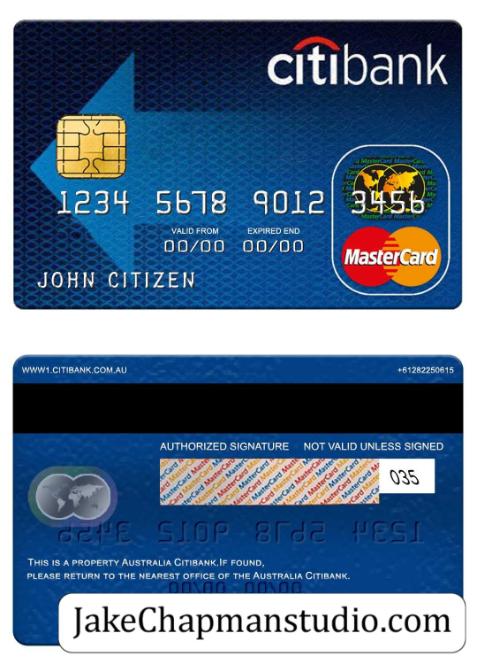 citibank
1234 5678 9012 3456
VALID FROM EXPIRED END
00/00 00/00
MasterCard
JOHN CITIZEN
WWW1.CITIBANK.COM.AU +61282250615
AUTHORIZED SIGNATURE NOT VALID UNLESS SIGNED
035
THIS IS A PROPERTY AUSTRALIA CITIBANK.IF FOUND,
PLEASE RETURN TO THE NEAREST OFFICE OF THE AUSTRALIA CITIBANK.
JakeChapmanstudio.com